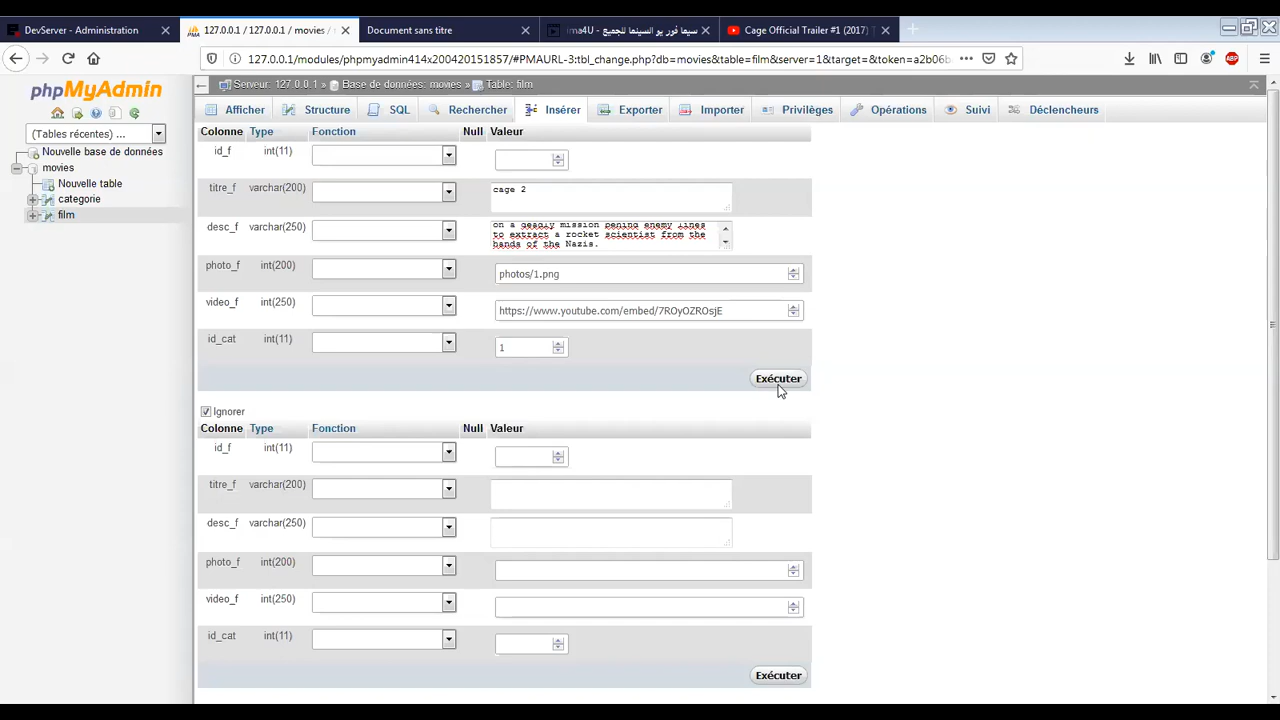 DevServer - Administration
127.0.0.1 / 127.0.0.1 / movies /
Document sans titre
سيما فور يو السينما للجميع - ima4U
Cage Official Trailer #1 (2017)
127.0.0.1/modules/phpmyadmin414x200420151857/#PMAURL-3:tbl_change.php?db=movies&table=film&server=1&target=&token=a2b06
phpMyAdmin
(Tables récentes) ...
Nouvelle base de données
movies
Nouvelle table
categorie
film
Serveur: 127.0.0.1 » Base de données: movies » Table: film
Afficher Structure SQL Rechercher Insérer Exporter Importer Privilèges Opérations Suivi Déclencheurs
Colonne Type Fonction Null Valeur
id_f int(11)
titre_f varchar(200) cage 2
desc_f varchar(250)
on a deadly mission behind enemy lines
to extract a rocket scientist from the
hands of the Nazis.
photo_f int(200) photos/1.png
video_f int(250) https://www.youtube.com/embed/7ROyOZROsjE
id_cat int(11) 1
Exécuter
Ignorer
Colonne Type Fonction Null Valeur
id_f int(11)
titre_f varchar(200)
desc_f varchar(250)
photo_f int(200)
video_f int(250)
id_cat int(11)
Exécuter